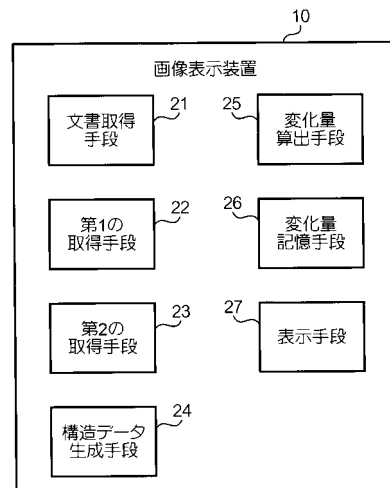 10
画像表示装置
21
文書取得
手段
25
変化量
算出手段
22
第1の
取得手段
26
変化量
記憶手段
23
第2の
取得手段
27
表示手段
24
構造データ
生成手段